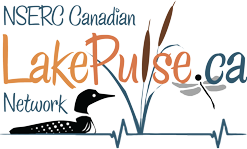 NSERC Canadian
LakePulse.ca
Network